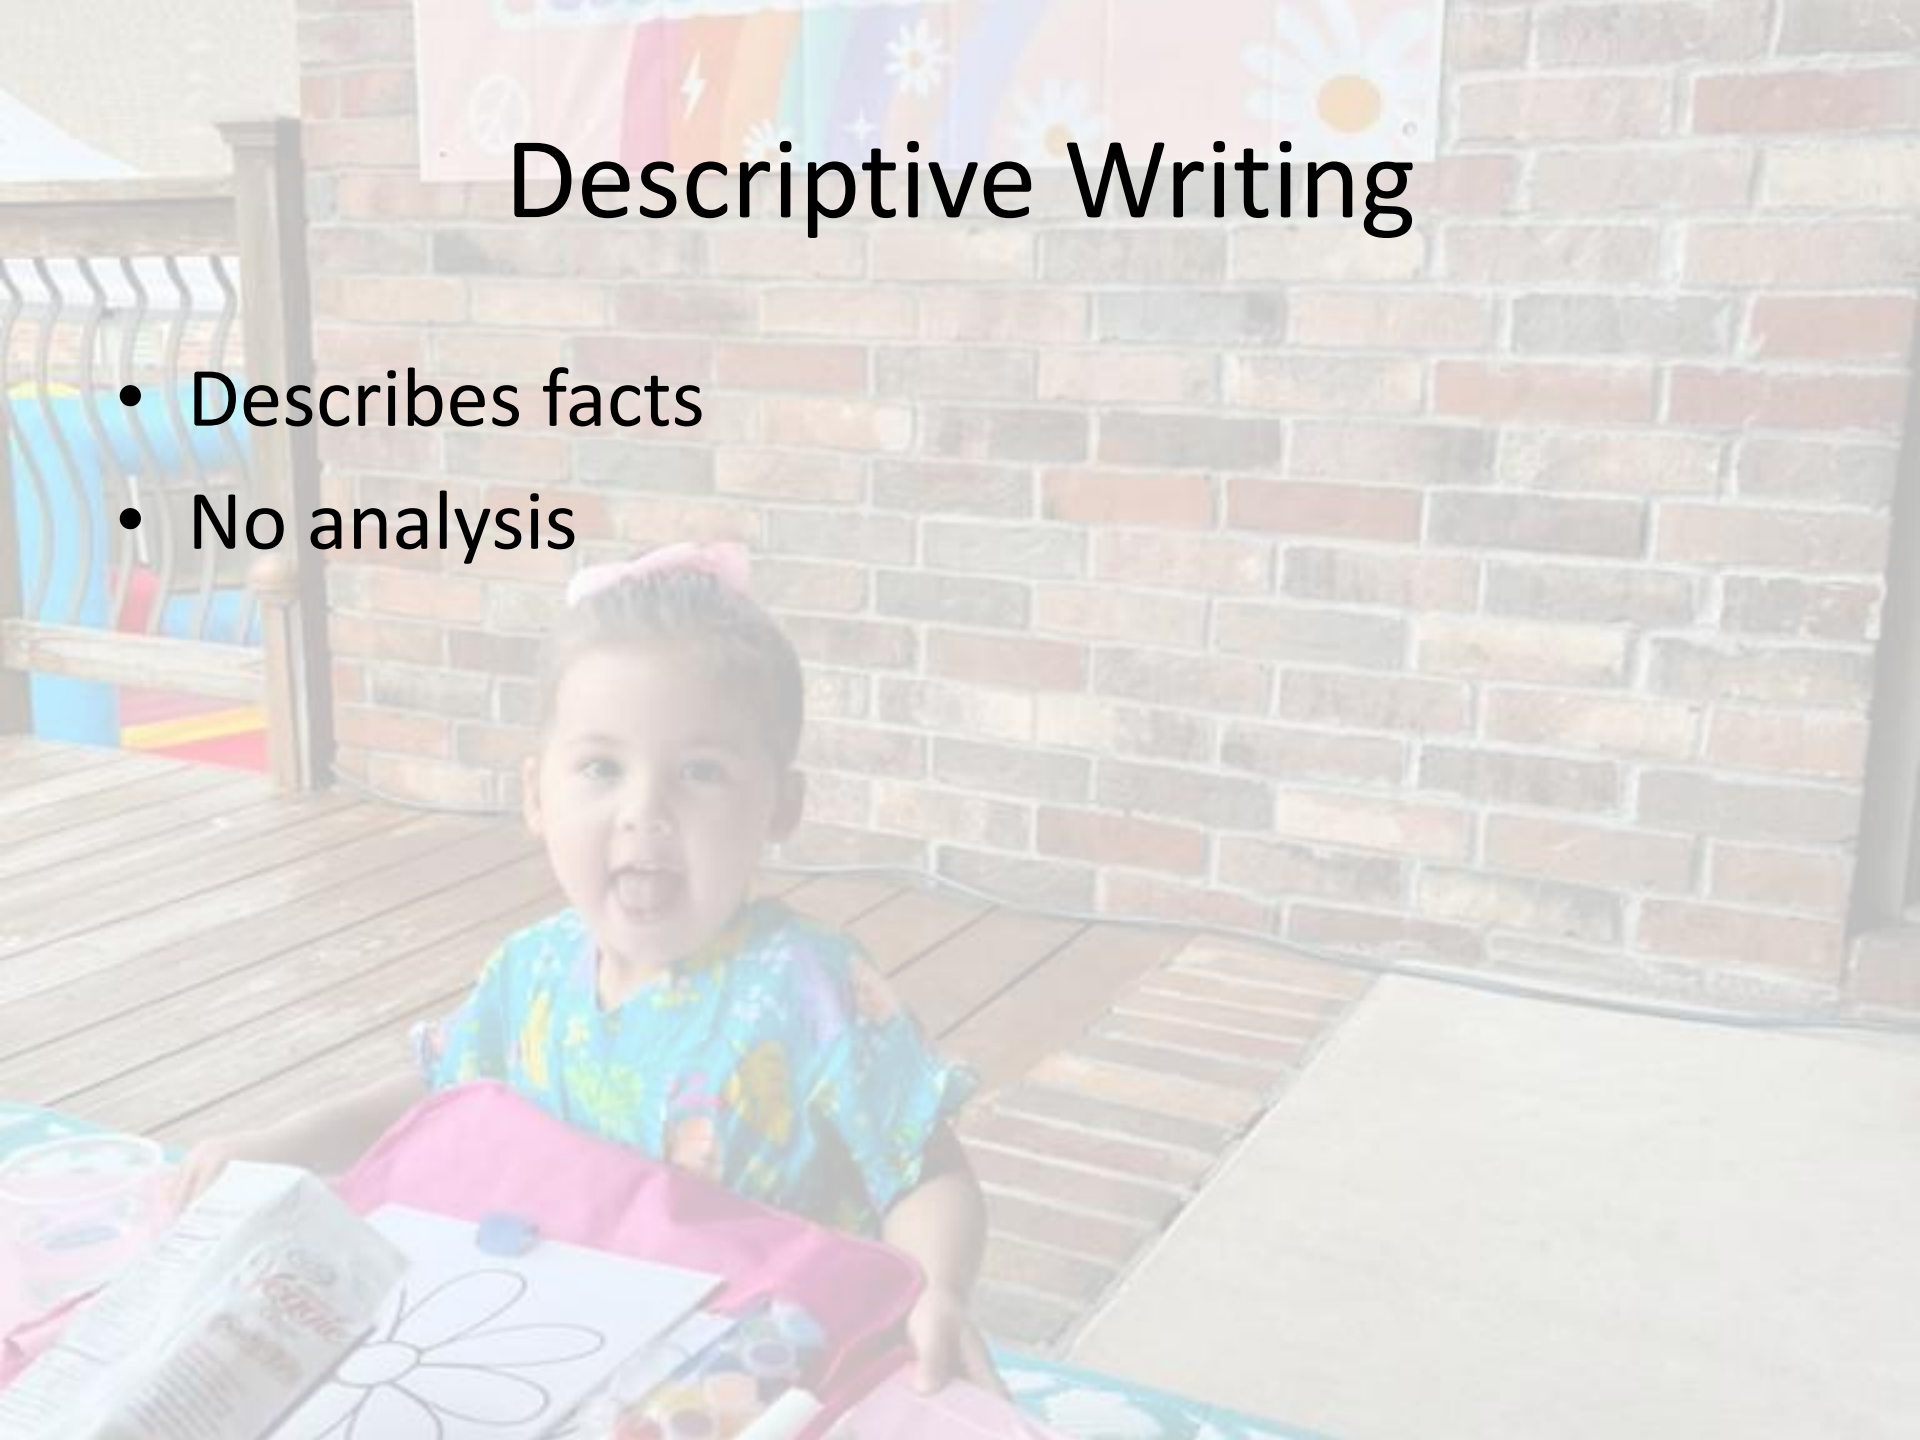 Descriptive Writing
• Describes facts
• No analysis